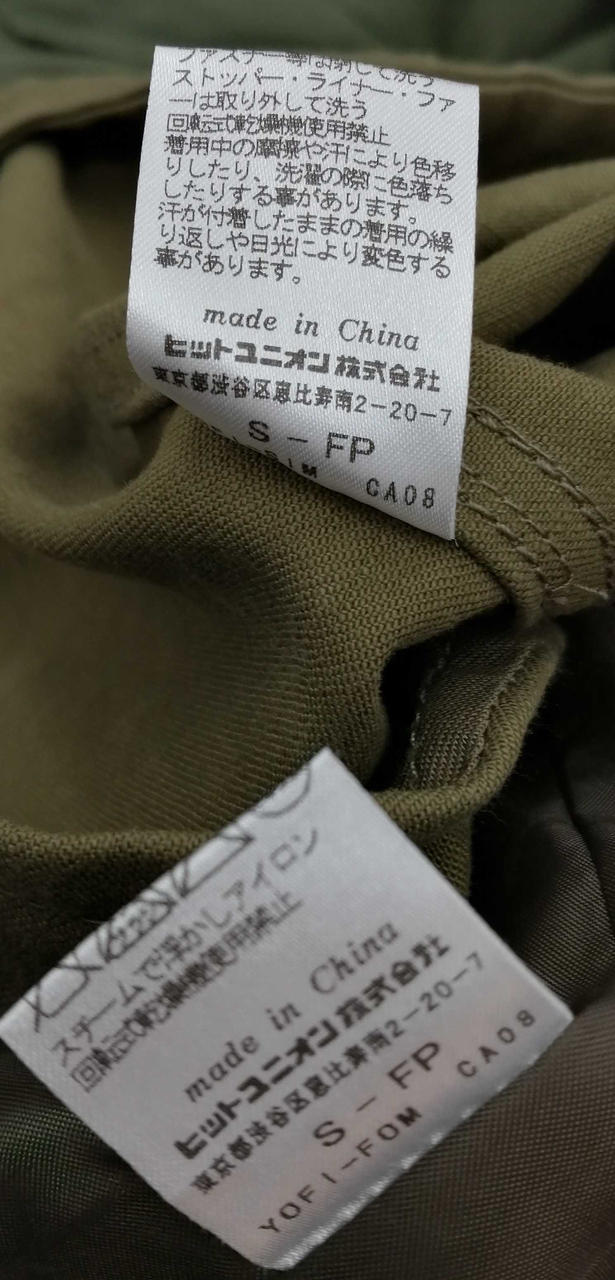 ファスナー等は閉じて洗う
ストッパー・ライナー・ファ
ーは取り外して洗う
回転式乾燥機使用禁止
着用中の摩擦や汗により色移
りしたり、洗濯の際に色落ち
したりする事があります。
汗が付着したままの着用の繰
り返しや日光により変色する
事があります。
made in China
ヒットユニオン株式会社
東京都渋谷区恵比寿南2-20-7
S-FP
CA08
スチームで浮かしアイロン
回転式乾燥機使用禁止
made in China
ヒットユニオン株式会社
東京都渋谷区恵比寿南2-20-7
S-FP
YOFI-FOM CA08